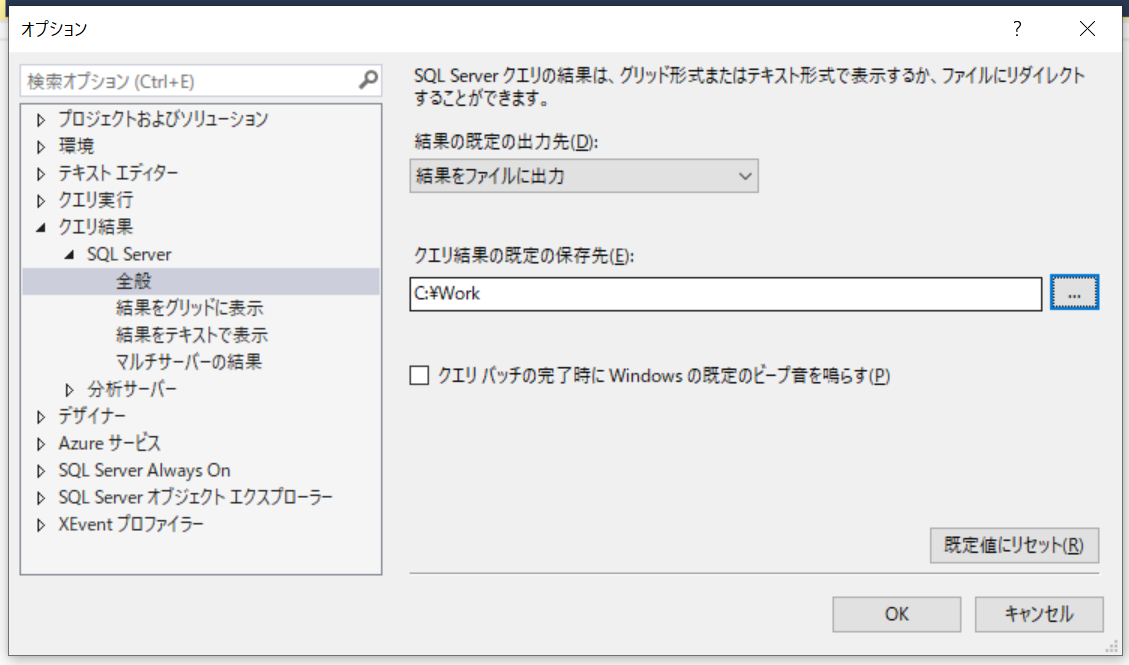 オプション
?
検索オプション (Ctrl+E)
プロジェクトおよびソリューション
環境
テキスト エディター
クエリ実行
クエリ結果
SQL Server
全般
結果をグリッドに表示
結果をテキストで表示
マルチサーバーの結果
分析サーバー
デザイナー
Azure サービス
SQL Server Always On
SQL Server オブジェクト エクスプローラー
XEvent プロファイラー
SQL Server クエリの結果は、グリッド形式またはテキスト形式で表示するか、ファイルにリダイレクト
することができます。
結果の既定の出力先(D):
結果をファイルに出力
クエリ結果の既定の保存先(E):
C:¥Work
...
クエリ バッチの完了時に Windows の既定のビープ音を鳴らす(P)
既定値にリセット(R)
OK
キャンセル